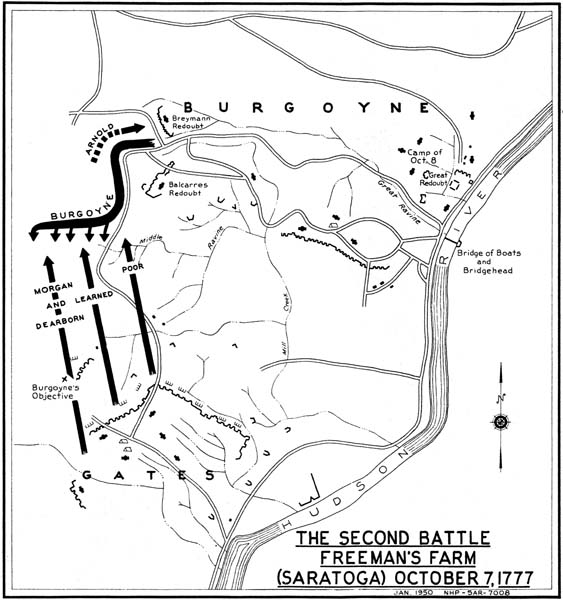 BURGOYNE
Breymann
Redoubt
ARNOLD
Camp of
Oct. 8
Great
Redoubt
Balcarres
Redoubt
Great Ravine
BURGOYNE
RIVER
Middle Ravine
Bridge of Boats
and
Bridgehead
POOR
LEARNED
MORGAN
AND
DEARBORN
Mill Creek
Burgoyne's
Objective
X
N
GATES
HUDSON
THE SECOND BATTLE
FREEMAN'S FARM
(SARATOGA) OCTOBER 7, 1777
JAN. 1950 NHP-SAR-7008